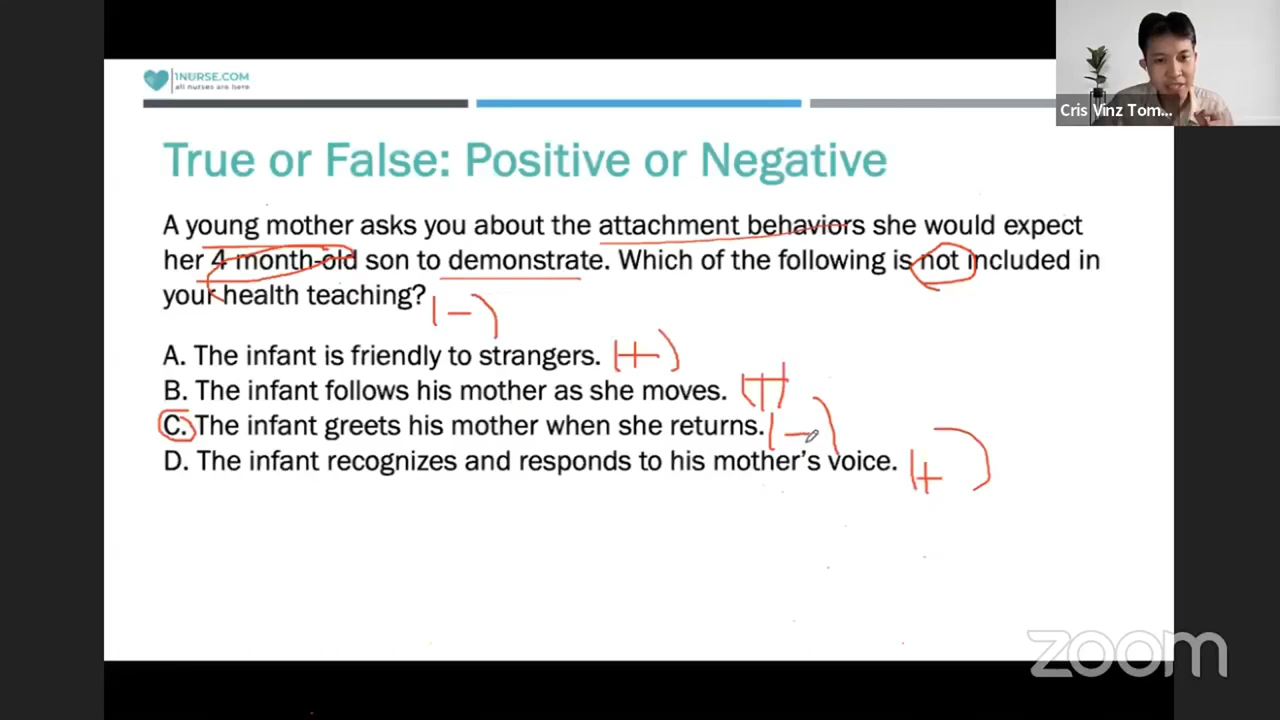 1NURSE.COM
all nurses are here
Cris Vinz Tom...
True or False: Positive or Negative
A young mother asks you about the attachment behaviors she would expect
her 4 month-old son to demonstrate. Which of the following is not included in
your health teaching? (-)
A. The infant is friendly to strangers. (+)
B. The infant follows his mother as she moves. (+)
C. The infant greets his mother when she returns. (-)
D. The infant recognizes and responds to his mother's voice. (+)
zoom